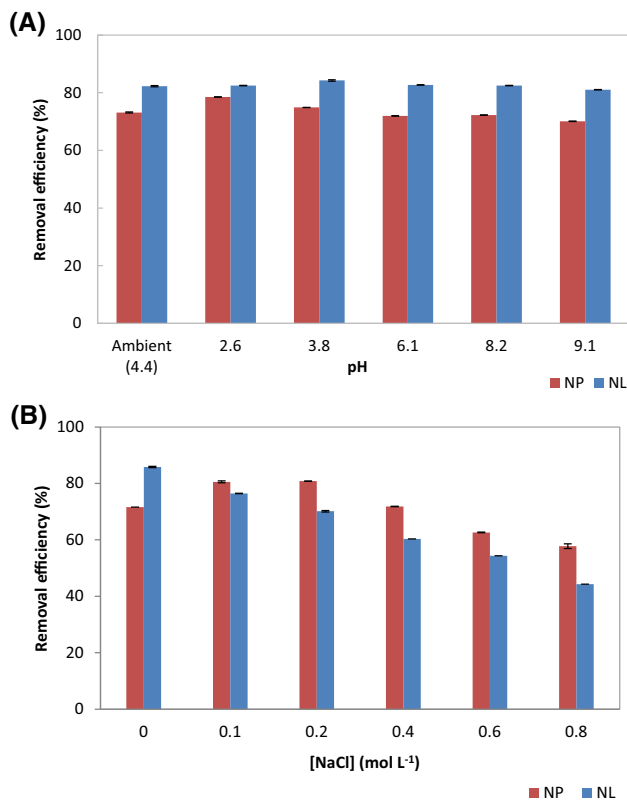 (A)
100
80
60
40
20
0
Removal efficiency (%)
Ambient (4.4) 2.6 3.8 6.1 8.2 9.1
pH
NP NL
(B)
100
80
60
40
20
0
Removal efficiency (%)
0 0.1 0.2 0.4 0.6 0.8
[NaCl] (mol L⁻¹)
NP NL